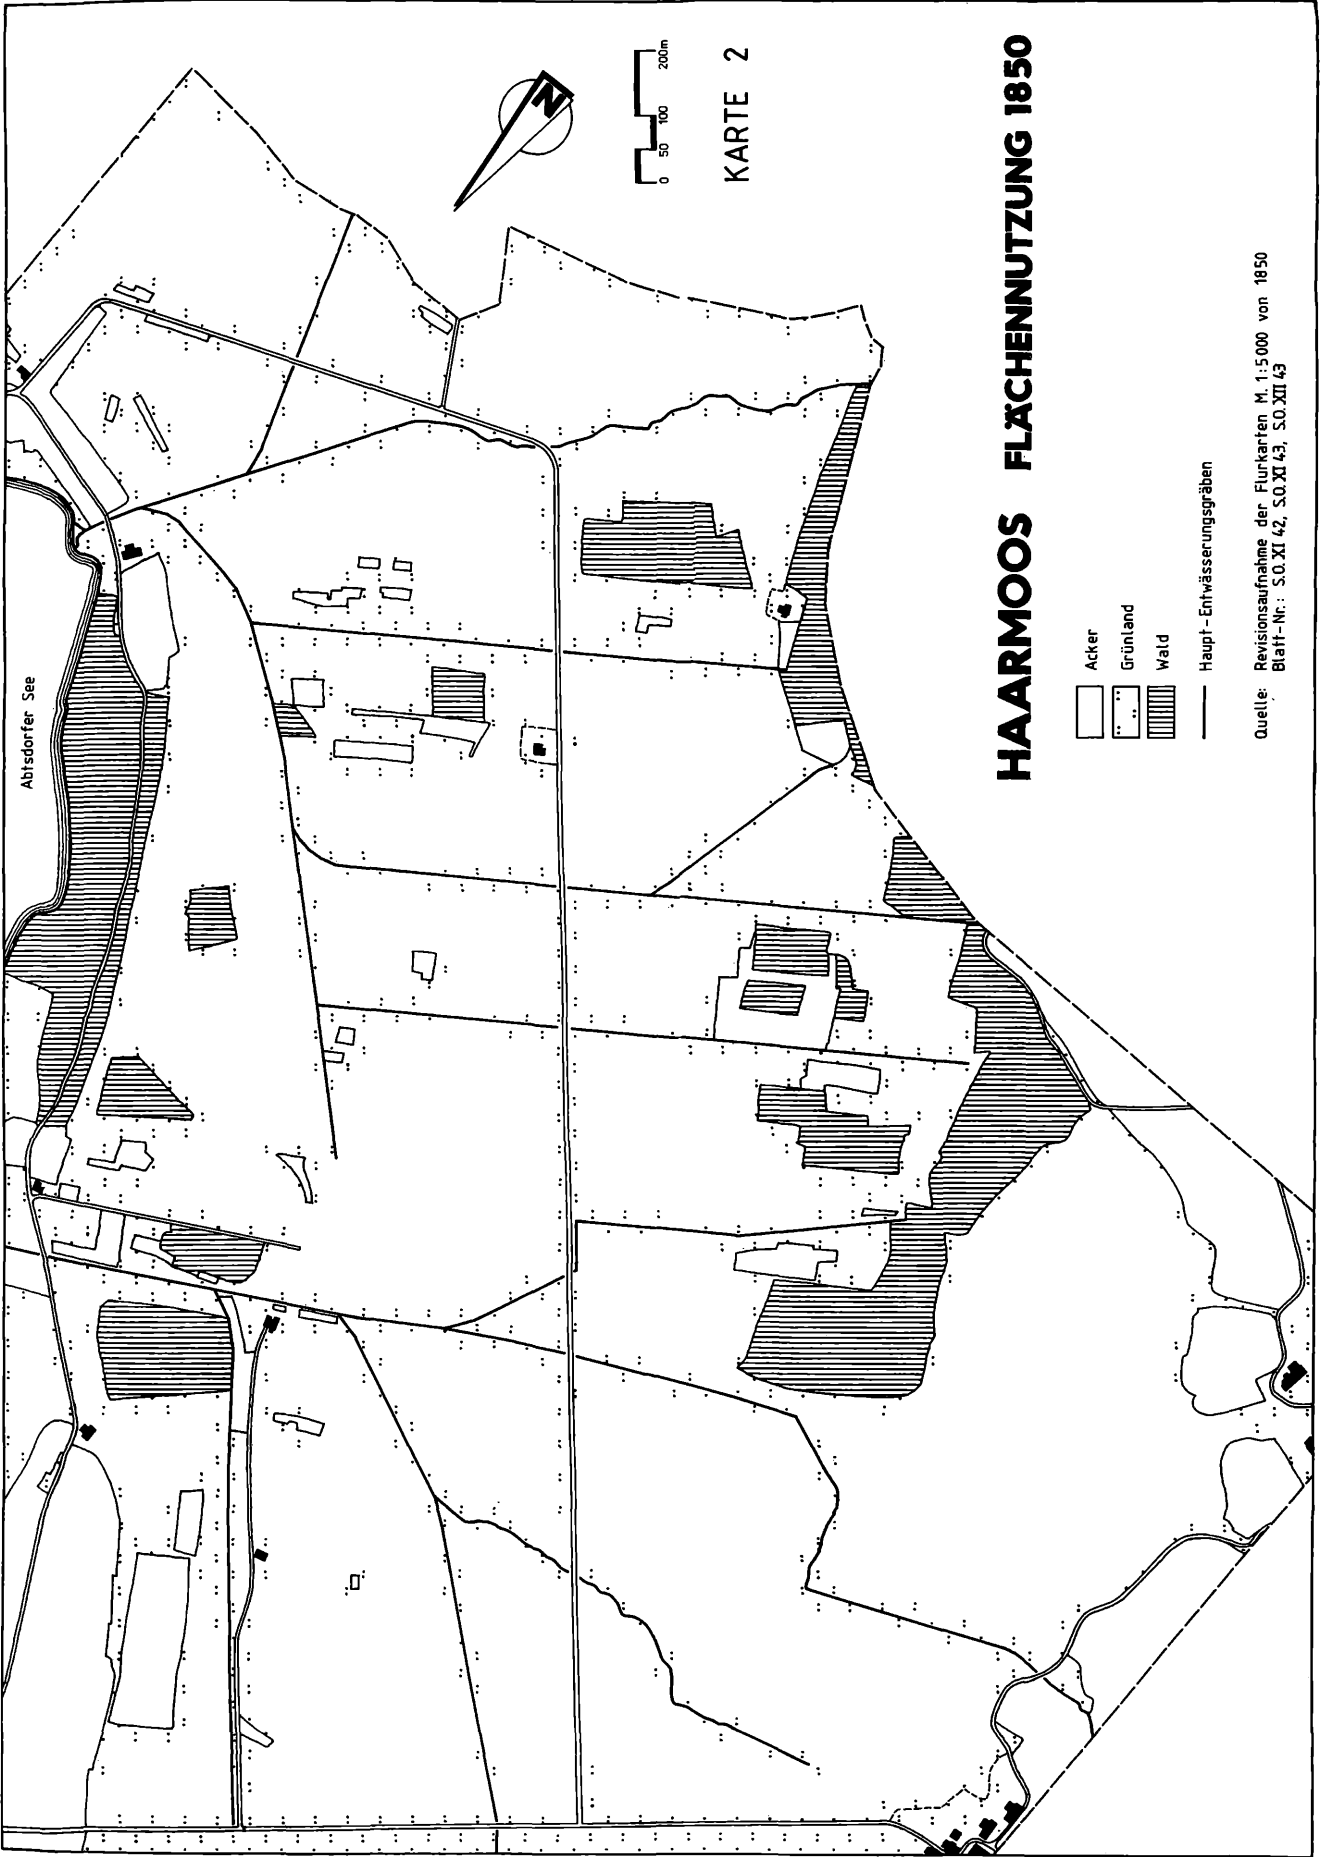 Abtsdorfer See
N
0 50 100 200m
KARTE 2
HAARMOOS FLÄCHENNUTZUNG 1850
Acker
Grünland
Wald
Haupt-Entwässerungsgräben
Quelle: Revisionsaufnahme der Flurkarten M. 1:5000 von 1850
Blatt-Nr.: S.O. XI 42, S.O. XI 43, S.O. XII 43